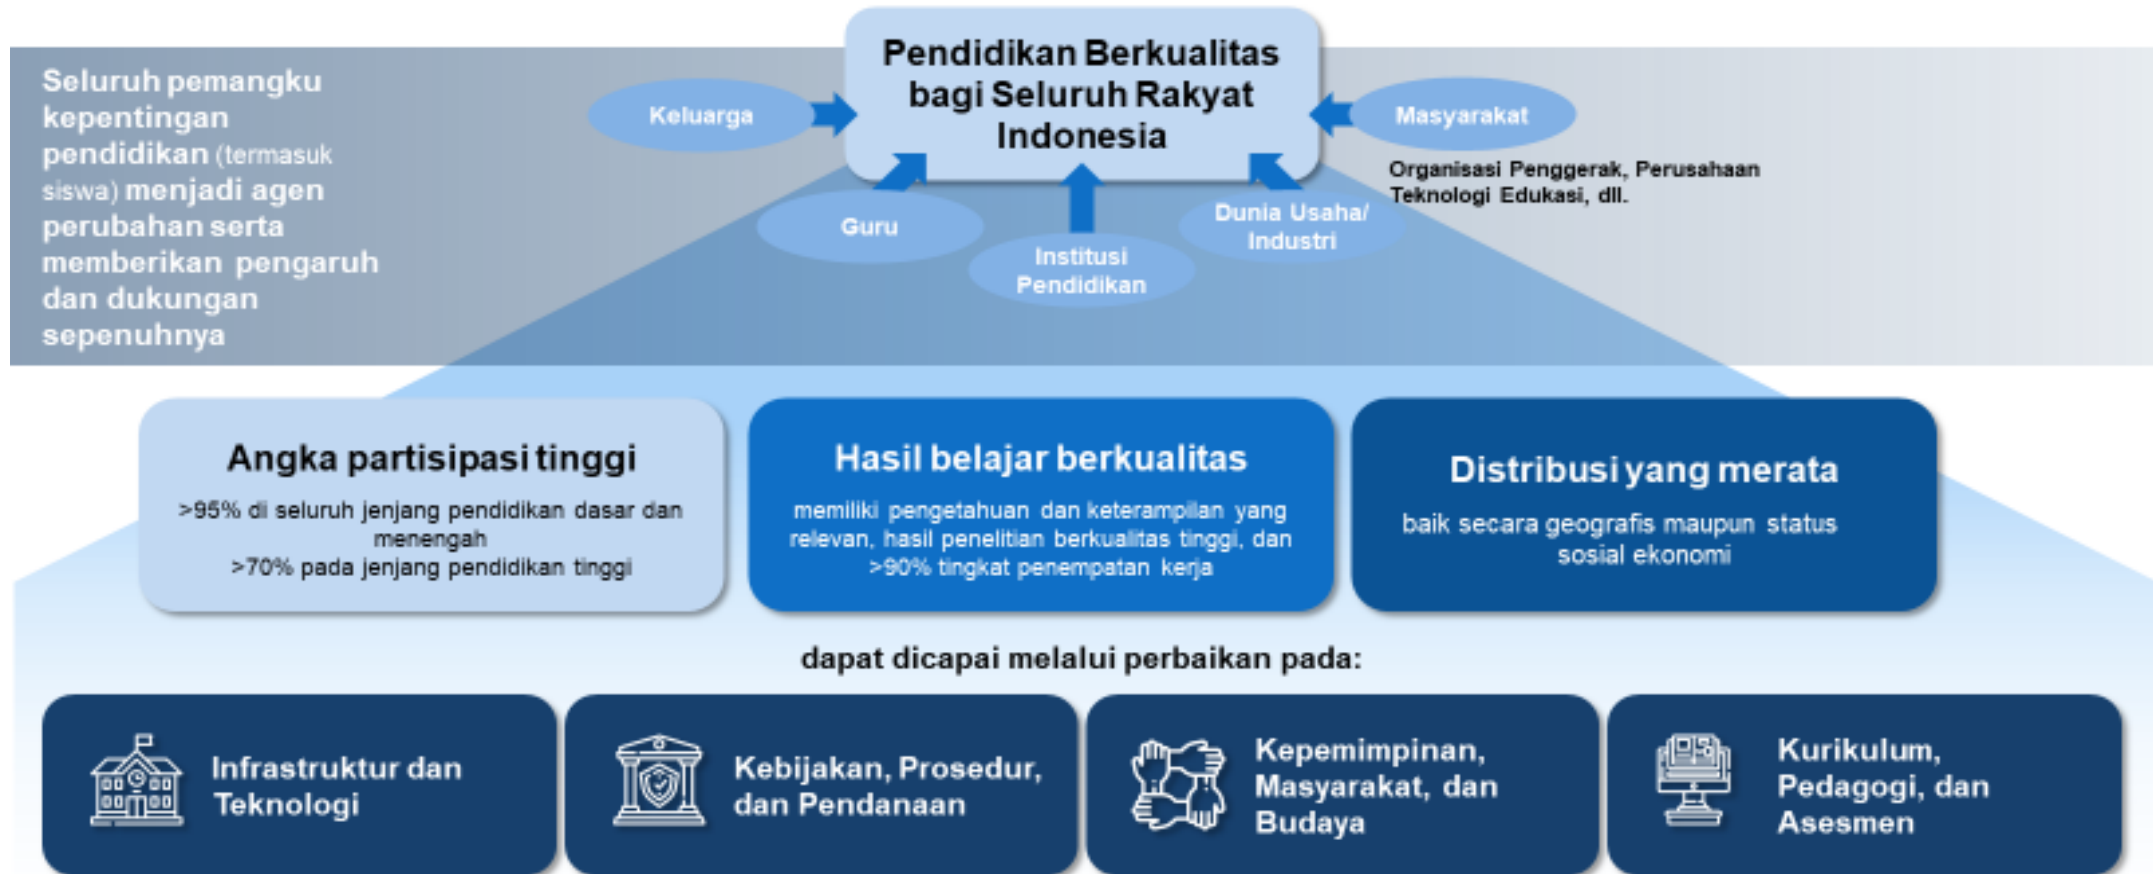 Pendidikan Berkualitas
bagi Seluruh Rakyat
Indonesia
Seluruh pemangku
kepentingan
pendidikan (termasuk
siswa) menjadi agen
perubahan serta
memberikan pengaruh
dan dukungan
sepenuhnya
Keluarga
Guru
Institusi
Pendidikan
Dunia Usaha/
Industri
Masyarakat
Organisasi Penggerak, Perusahaan
Teknologi Edukasi, dll.
Angka partisipasi tinggi
>95% di seluruh jenjang pendidikan dasar dan
menengah
>70% pada jenjang pendidikan tinggi
Hasil belajar berkualitas
memiliki pengetahuan dan keterampilan yang
relevan, hasil penelitian berkualitas tinggi, dan
>90% tingkat penempatan kerja
Distribusi yang merata
baik secara geografis maupun status
sosial ekonomi
dapat dicapai melalui perbaikan pada:
Infrastruktur dan
Teknologi
Kebijakan, Prosedur,
dan Pendanaan
Kepemimpinan,
Masyarakat, dan
Budaya
Kurikulum,
Pedagogi, dan
Asesmen